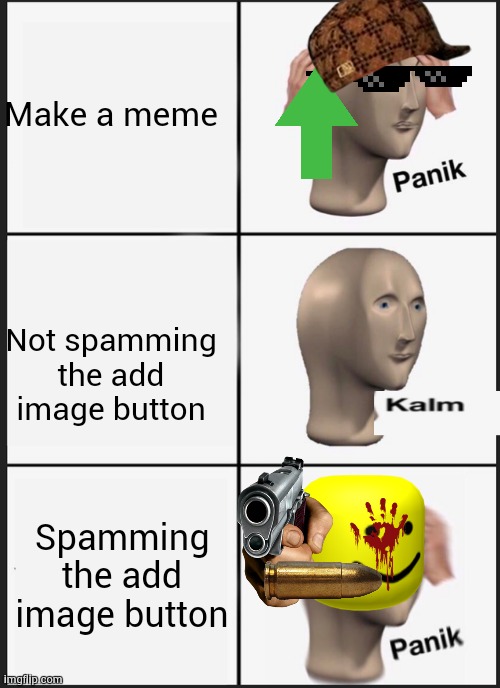 Make a meme
Panik
Not spamming
the add
image button
Kalm
Spamming
the add
image button
Panik
imgflip.com